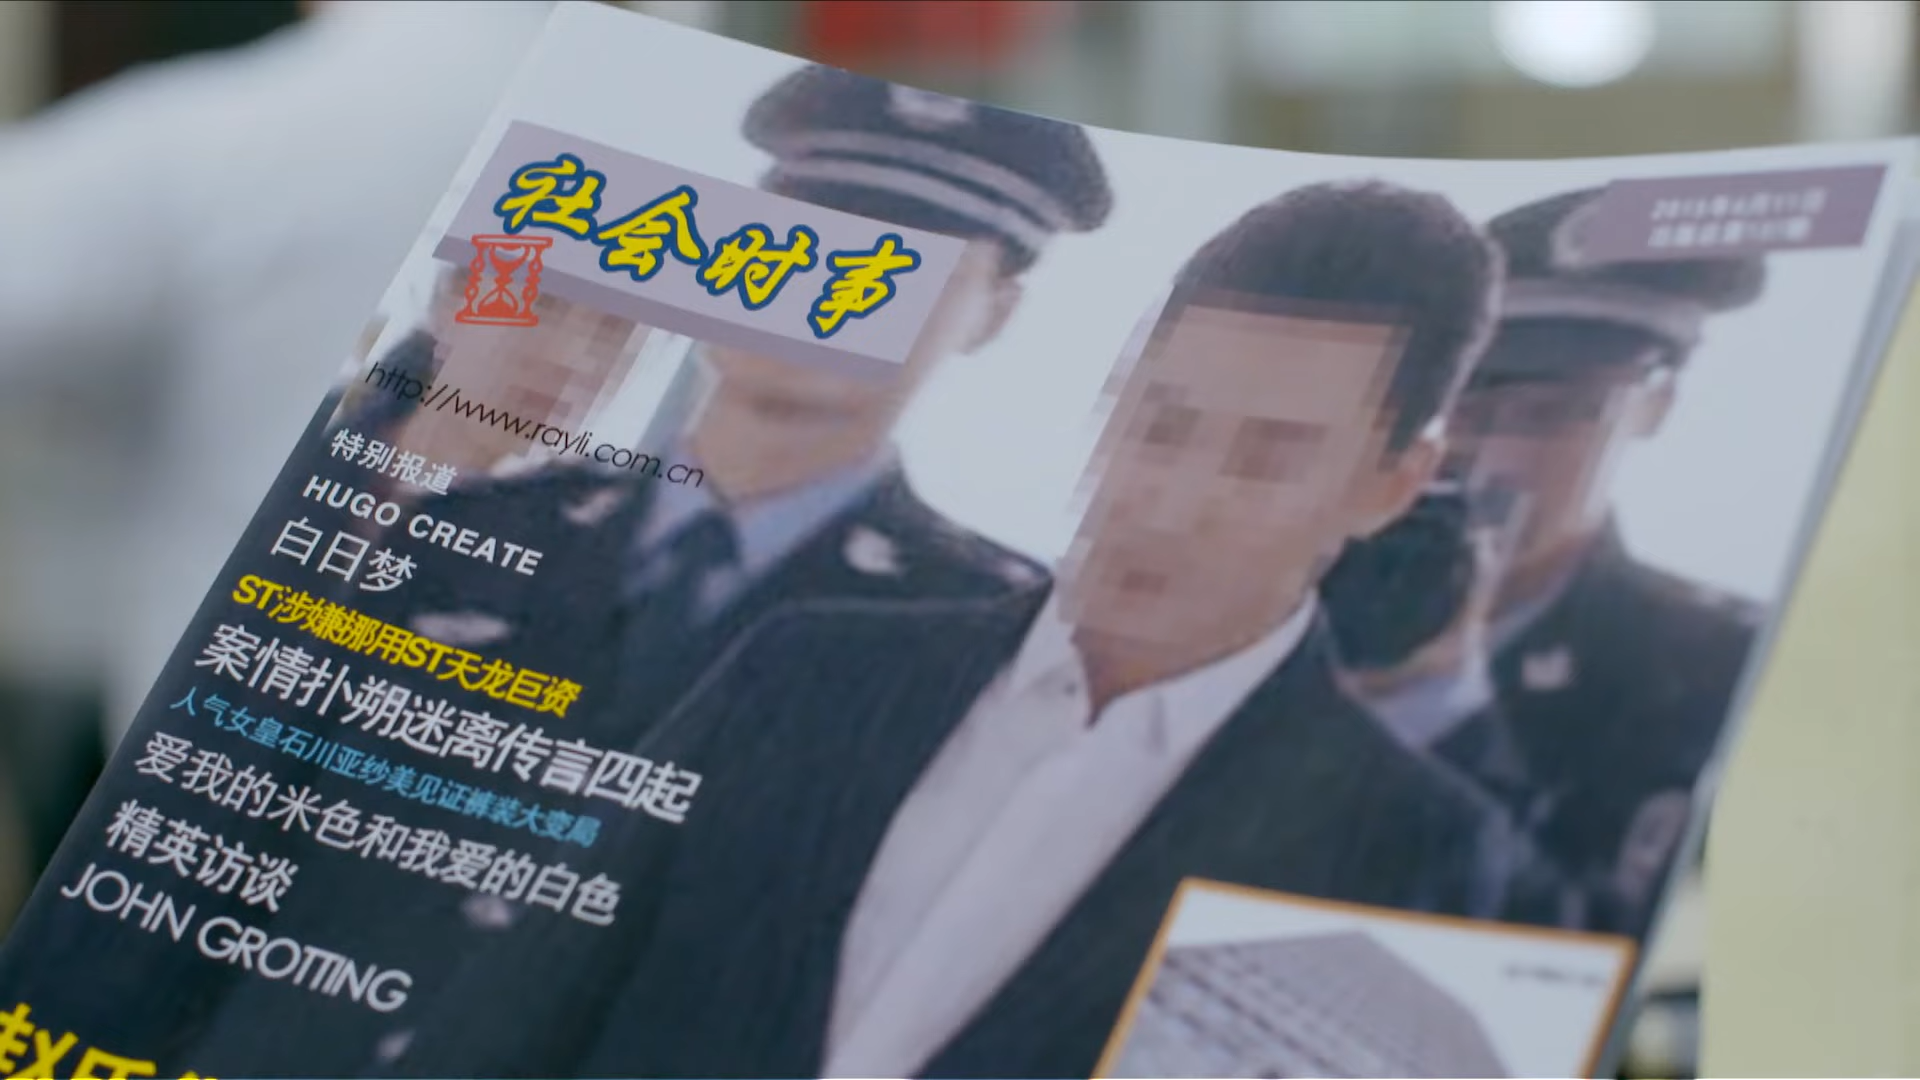 社会时事
http://www.rayli.com.cn
特别报道
HUGO CREATE
白日梦
ST涉嫌挪用ST天龙巨资
案情扑朔迷离传言四起
人气女皇石川亚纱美见证裤装大变局
爱我的米色和我爱的白色
精英访谈
JOHN GROTTING